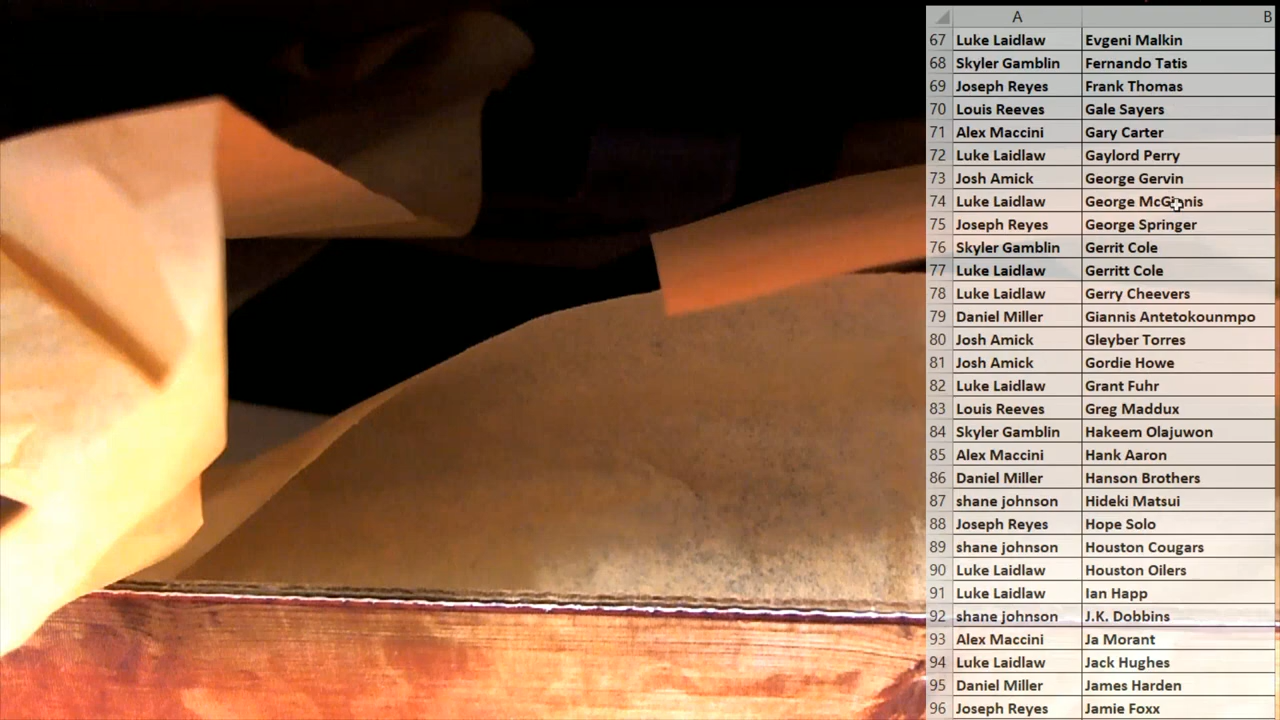 A B
67 Luke Laidlaw Evgeni Malkin
68 Skyler Gamblin Fernando Tatis
69 Joseph Reyes Frank Thomas
70 Louis Reeves Gale Sayers
71 Alex Maccini Gary Carter
72 Luke Laidlaw Gaylord Perry
73 Josh Amick George Gervin
74 Luke Laidlaw George McGinnis
75 Joseph Reyes George Springer
76 Skyler Gamblin Gerrit Cole
77 Luke Laidlaw Gerritt Cole
78 Luke Laidlaw Gerry Cheevers
79 Daniel Miller Giannis Antetokounmpo
80 Josh Amick Gleyber Torres
81 Josh Amick Gordie Howe
82 Luke Laidlaw Grant Fuhr
83 Louis Reeves Greg Maddux
84 Skyler Gamblin Hakeem Olajuwon
85 Alex Maccini Hank Aaron
86 Daniel Miller Hanson Brothers
87 shane johnson Hideki Matsui
88 Joseph Reyes Hope Solo
89 shane johnson Houston Cougars
90 Luke Laidlaw Houston Oilers
91 Luke Laidlaw Ian Happ
92 shane johnson J.K. Dobbins
93 Alex Maccini Ja Morant
94 Luke Laidlaw Jack Hughes
95 Daniel Miller James Harden
96 Joseph Reyes Jamie Foxx